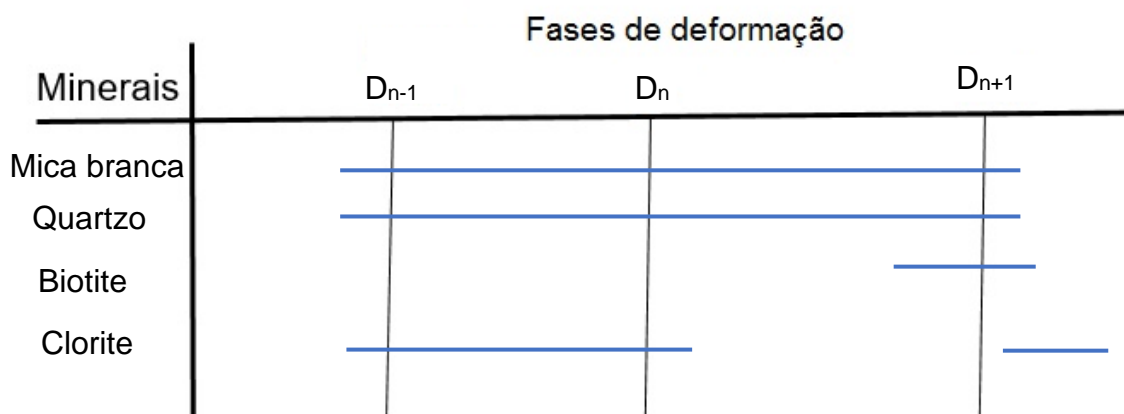 Fases de deformação
Minerais Dn-1 Dn Dn+1
Mica branca
Quartzo
Biotite
Clorite